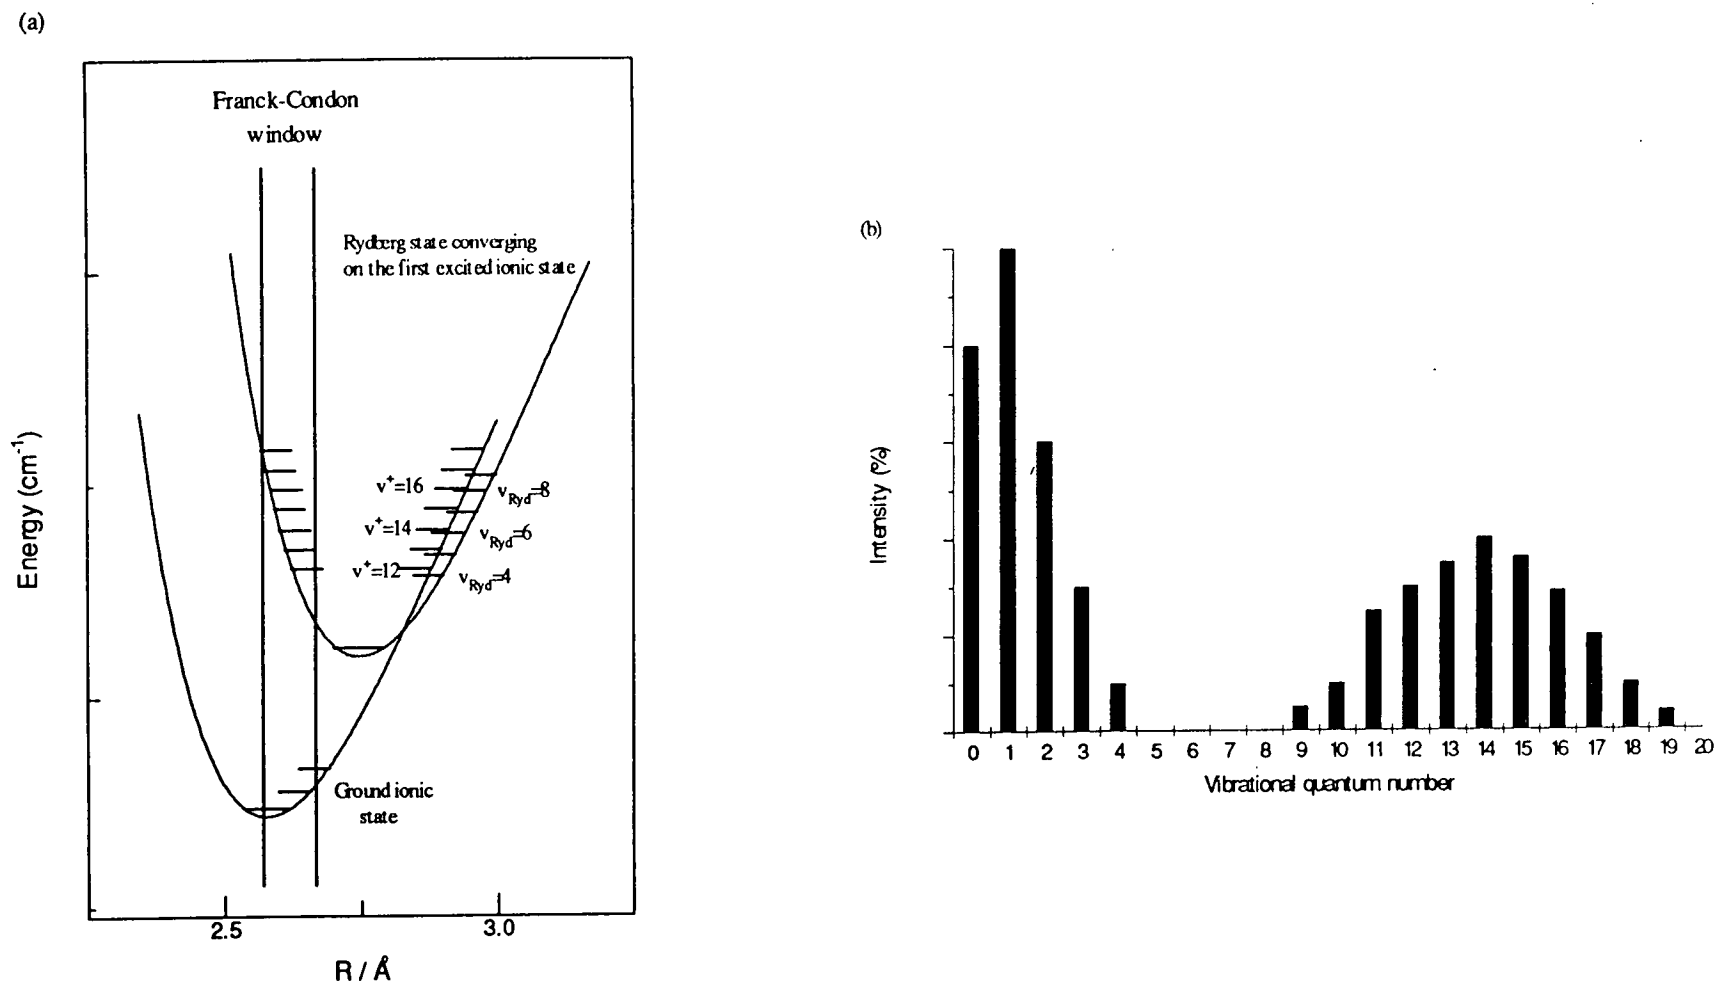 (a)
Franck-Condon
window
Rydberg state converging
on the first excited ionic state
v+=16
vRyd=8
v+=14
vRyd=6
v+=12
vRyd=4
Ground ionic
state
Energy (cm-1)
2.5 3.0
R / Å
(b)
Intensity (%)
0 1 2 3 4 5 6 7 8 9 10 11 12 13 14 15 16 17 18 19 20
Vibrational quantum number